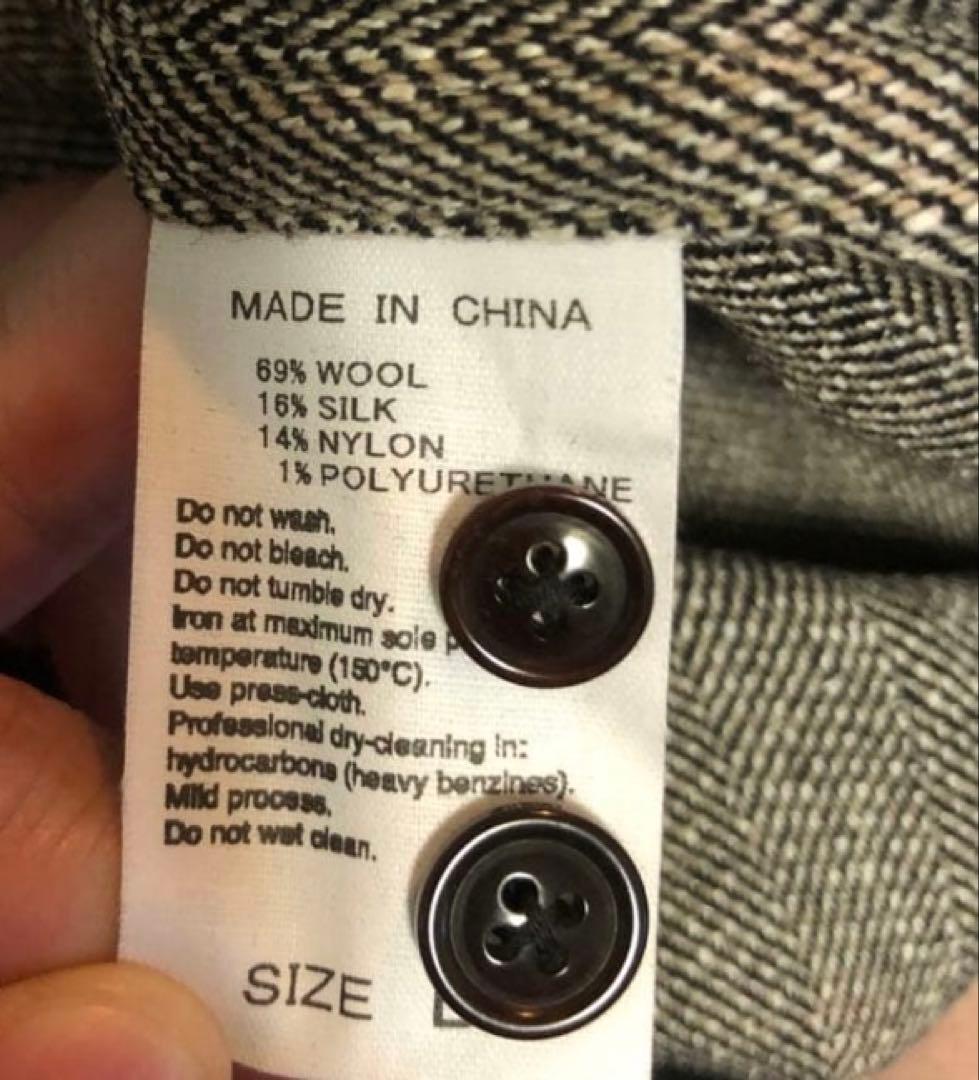 MADE IN CHINA
69% WOOL
16% SILK
14% NYLON
1% POLYURETHANE
Do not wash.
Do not bleach.
Do not tumble dry.
Iron at maximum sole
temperature (150°C).
Use press-cloth.
Professional dry-cleaning in:
hydrocarbons (heavy benzines).
Mild process.
Do not wet clean.
SIZE